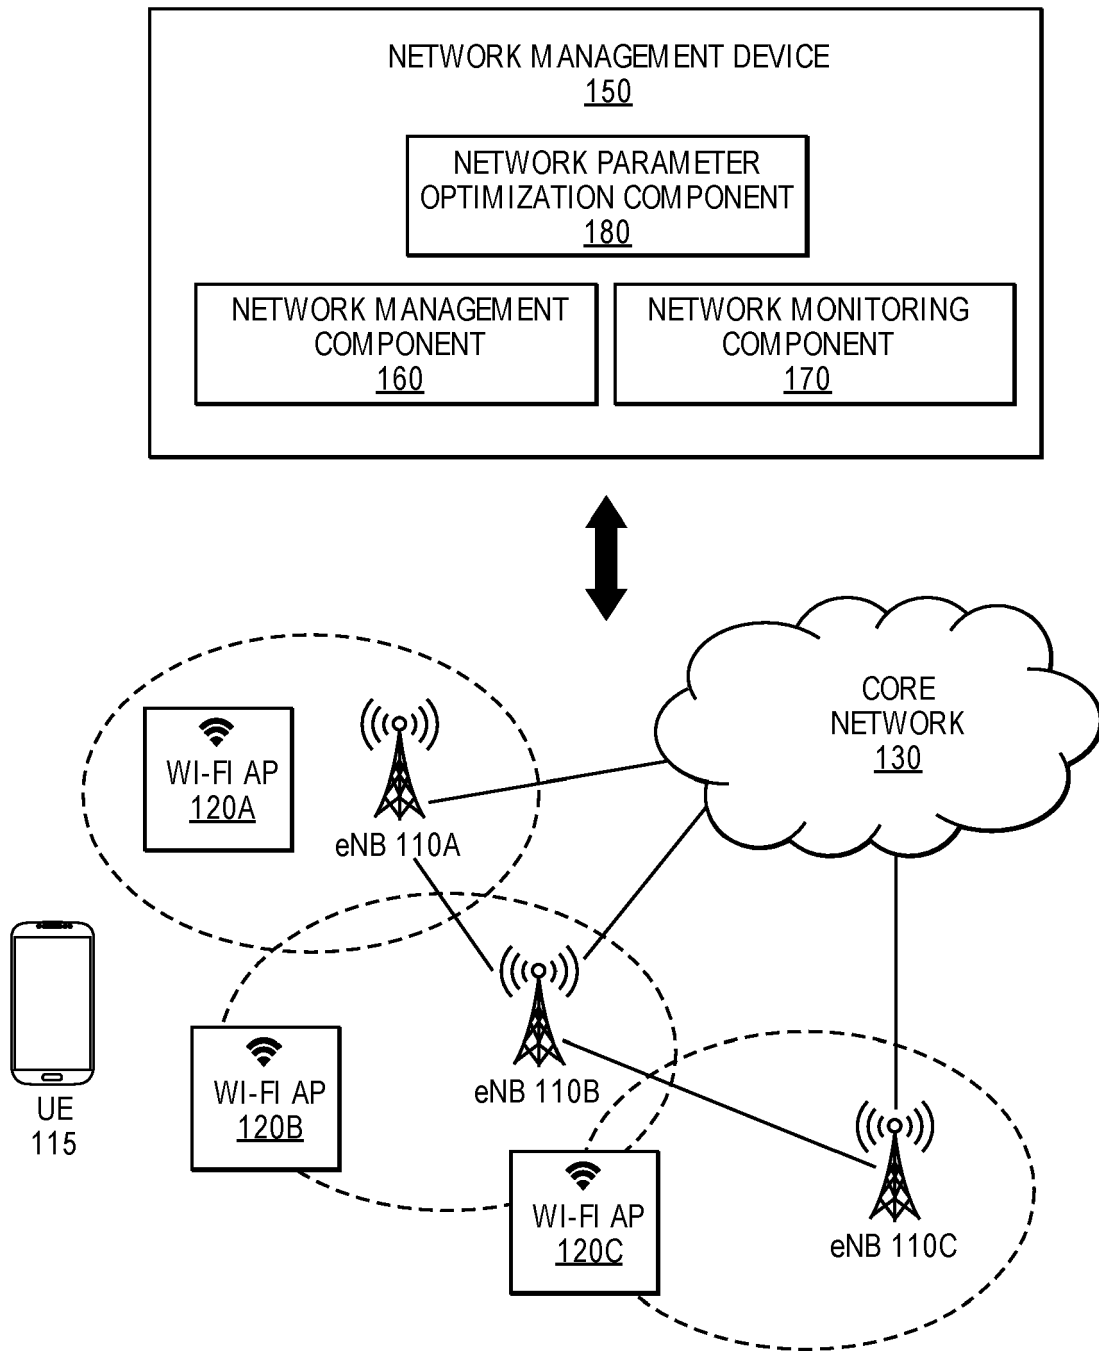 NETWORK MANAGEMENT DEVICE
150
NETWORK PARAMETER
OPTIMIZATION COMPONENT
180
NETWORK MANAGEMENT
COMPONENT
160
NETWORK MONITORING
COMPONENT
170
CORE
NETWORK
130
WI-FI AP
120A
eNB 110A
UE
115
WI-FI AP
120B
eNB 110B
WI-FI AP
120C
eNB 110C